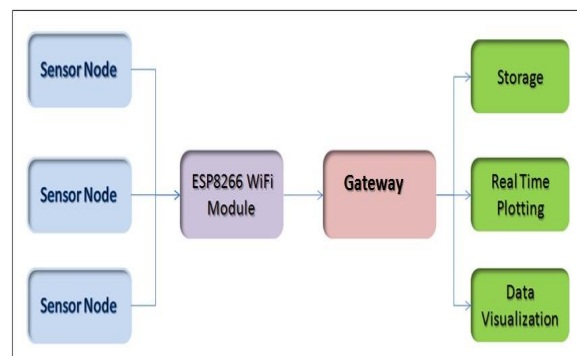 Sensor Node
Sensor Node
Sensor Node
ESP8266 WiFi
Module
Gateway
Storage
Real Time
Plotting
Data
Visualization